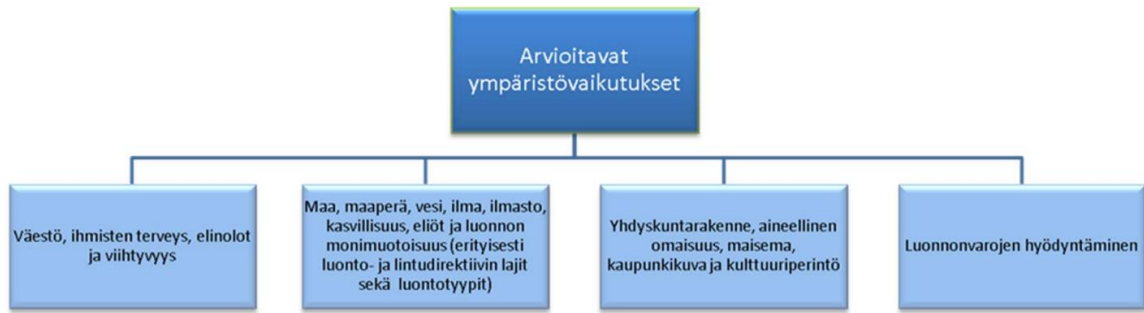 Arvioitavat
ympäristövaikutukset
Väestö, ihmisten terveys, elinolot
ja viihtyvyys
Maa, maaperä, vesi, ilma, ilmasto,
kasvillisuus, eliöt ja luonnon
monimuotoisuus (erityisesti
luonto- ja lintudirektiivin lajit
sekä luontotyypit)
Yhdyskuntarakenne, aineellinen
omaisuus, maisema,
kaupunkikuva ja kulttuuriperintö
Luonnonvarojen hyödyntäminen